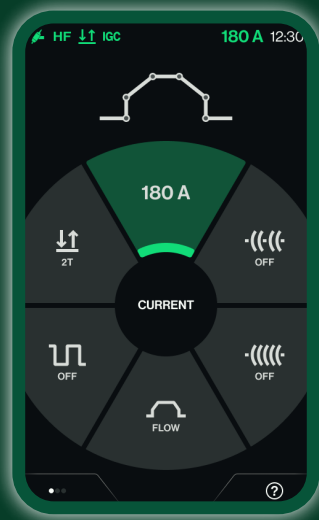 HF IGC 180 A 12:30
180 A
2T
OFF
CURRENT
OFF
OFF
FLOW
?